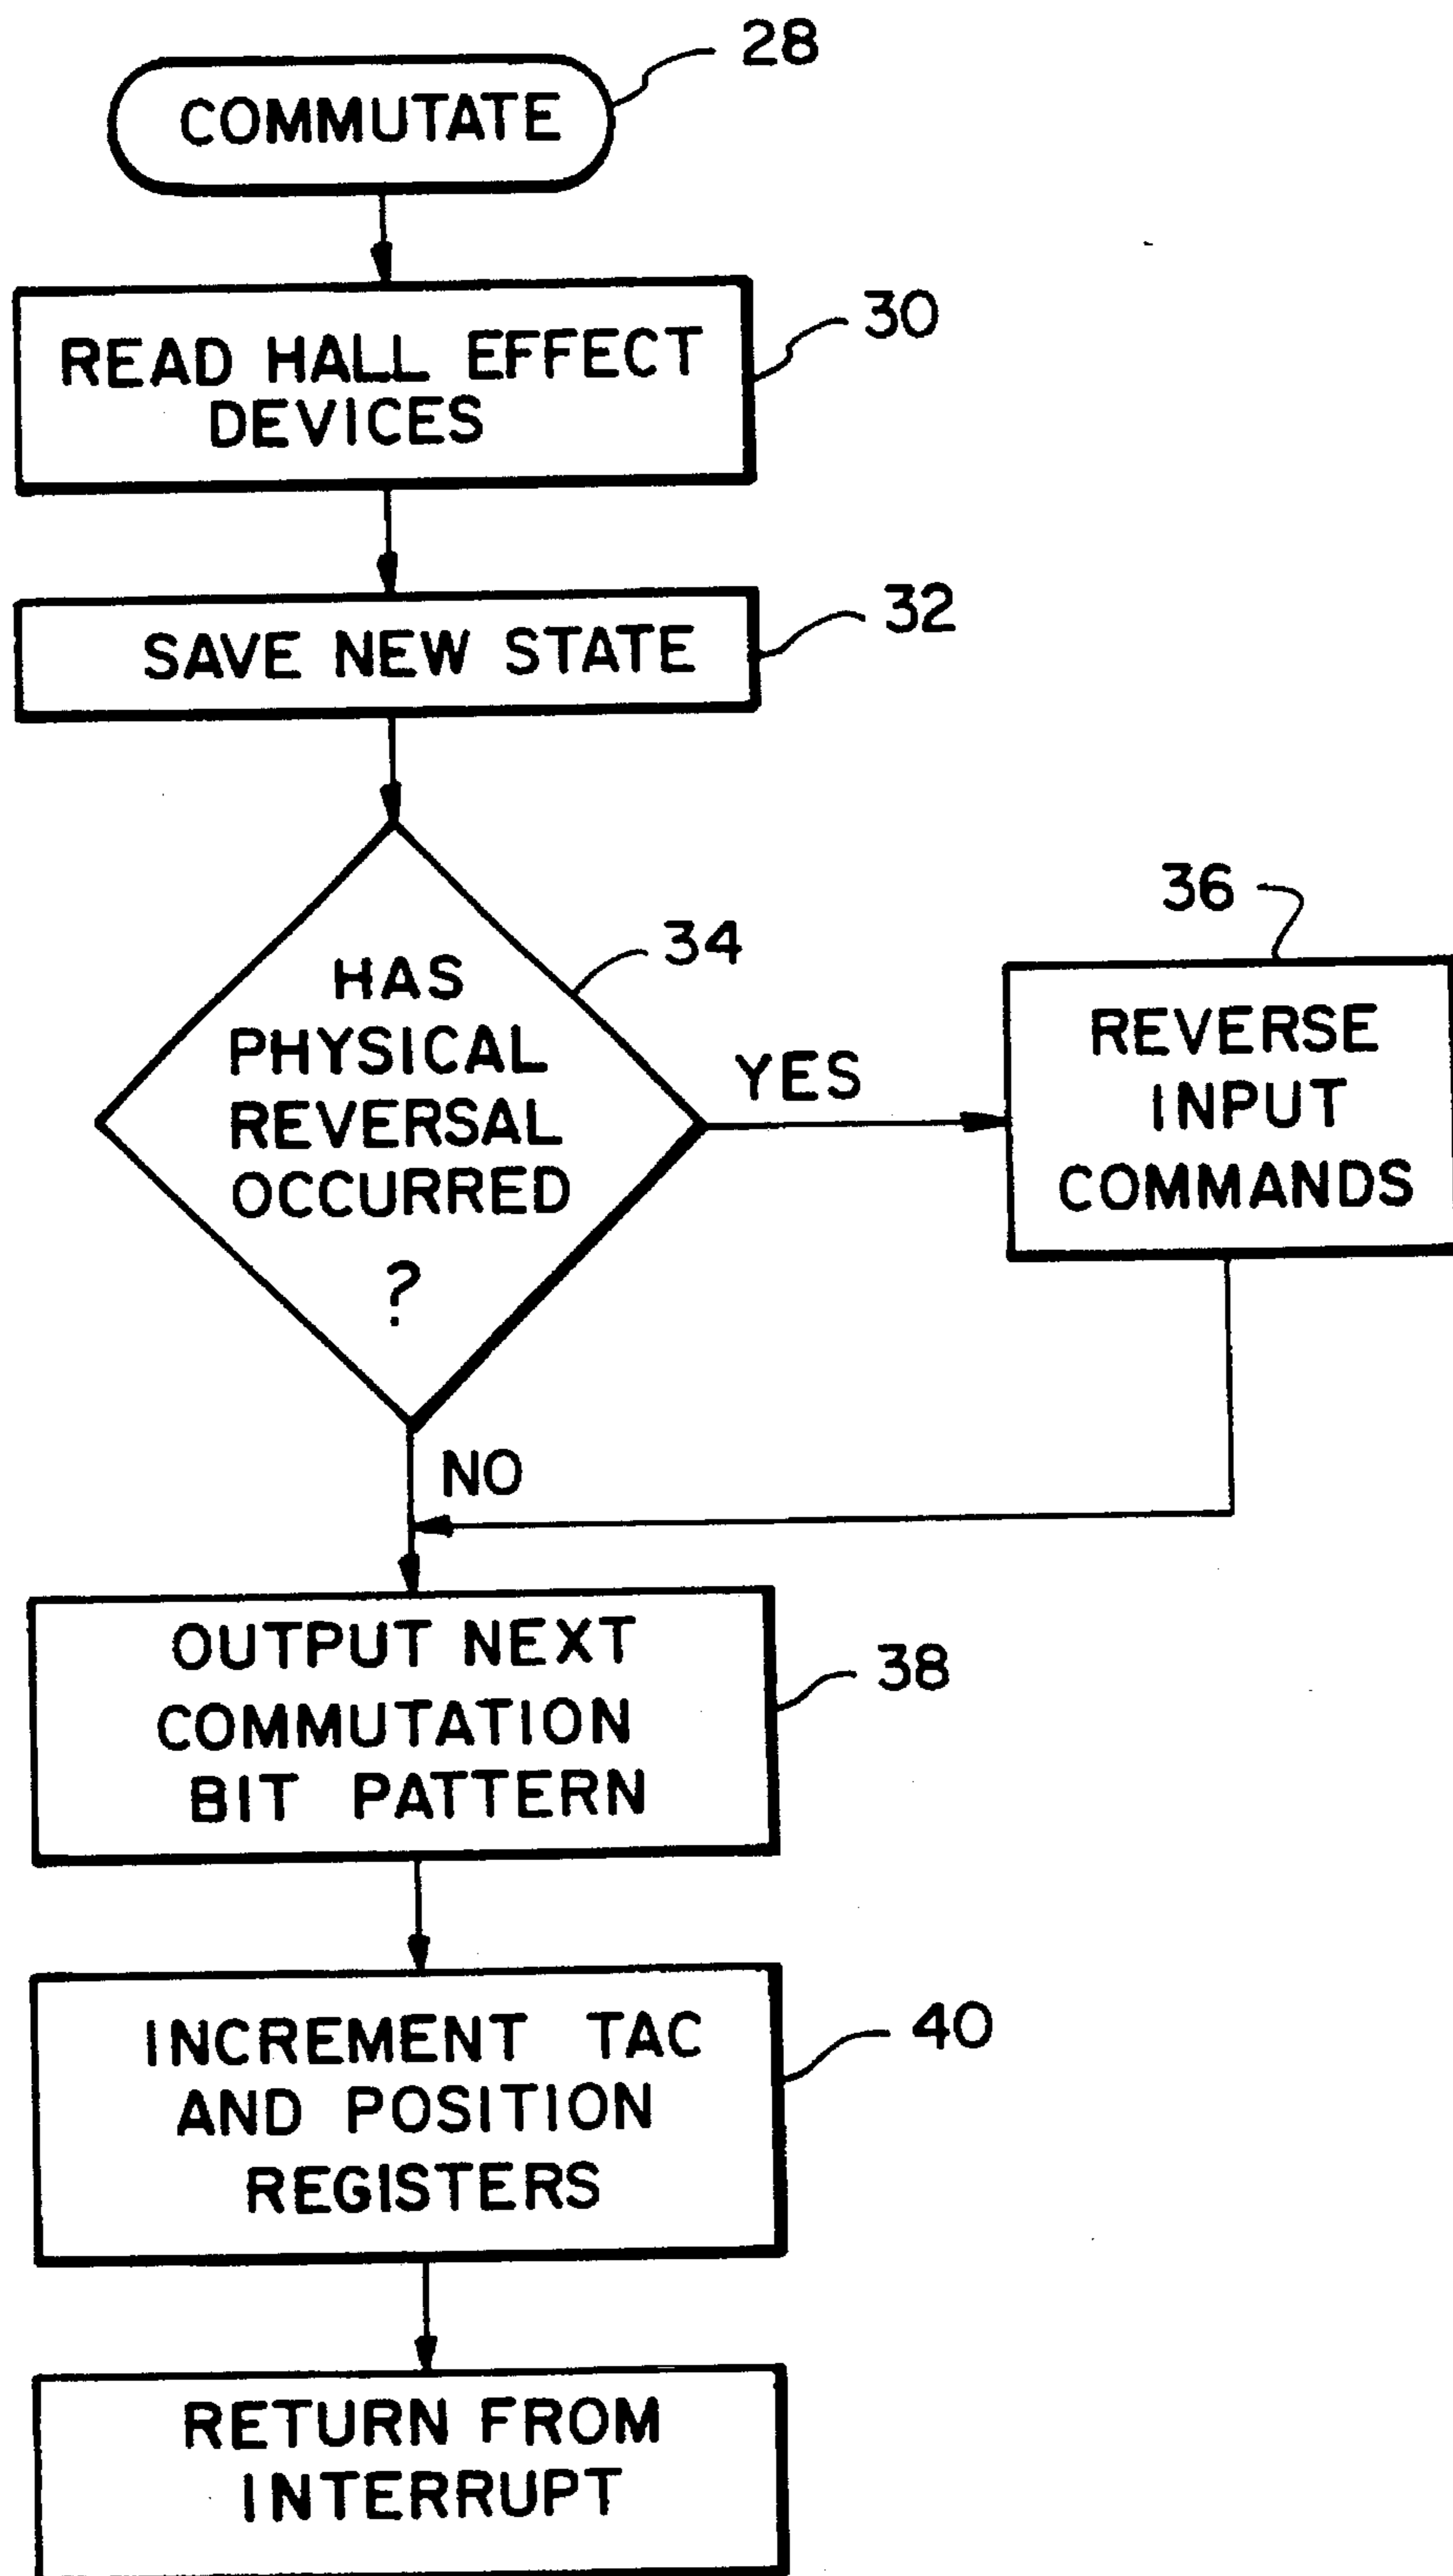 COMMUTATE
28
READ HALL EFFECT
DEVICES
30
SAVE NEW STATE
32
HAS
PHYSICAL
REVERSAL
OCCURRED
?
34
YES
36
REVERSE
INPUT
COMMANDS
NO
OUTPUT NEXT
COMMUTATION
BIT PATTERN
38
INCREMENT TAC
AND POSITION
REGISTERS
40
RETURN FROM
INTERRUPT